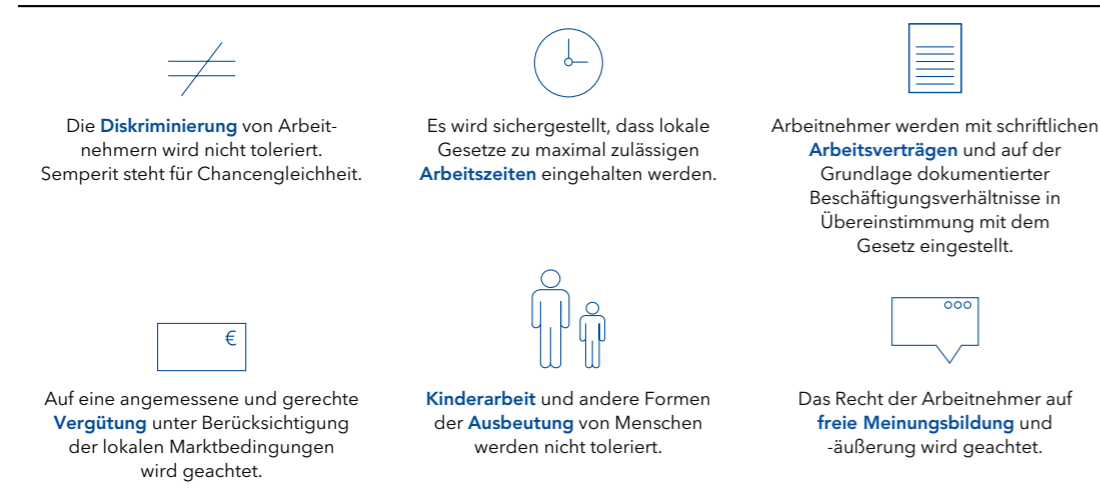 Die Diskriminierung von Arbeit-
nehmern wird nicht toleriert.
Semperit steht für Chancengleichheit.
Es wird sichergestellt, dass lokale
Gesetze zu maximal zulässigen
Arbeitszeiten eingehalten werden.
Arbeitnehmer werden mit schriftlichen
Arbeitsverträgen und auf der
Grundlage dokumentierter
Beschäftigungsverhältnisse in
Übereinstimmung mit dem
Gesetz eingestellt.
€
Auf eine angemessene und gerechte
Vergütung unter Berücksichtigung
der lokalen Marktbedingungen
wird geachtet.
Kinderarbeit und andere Formen
der Ausbeutung von Menschen
werden nicht toleriert.
Das Recht der Arbeitnehmer auf
freie Meinungsbildung und
-äußerung wird geachtet.